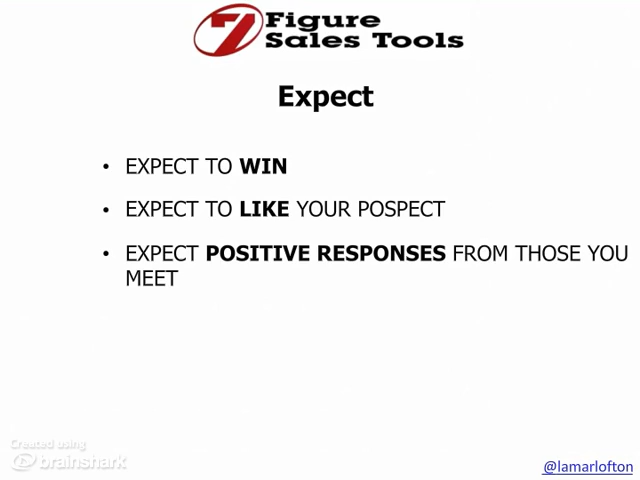 7 Figure
Sales Tools
Expect
• EXPECT TO WIN
• EXPECT TO LIKE YOUR POSPECT
• EXPECT POSITIVE RESPONSES FROM THOSE YOU
MEET
Created using
brainshark
@lamarlofton